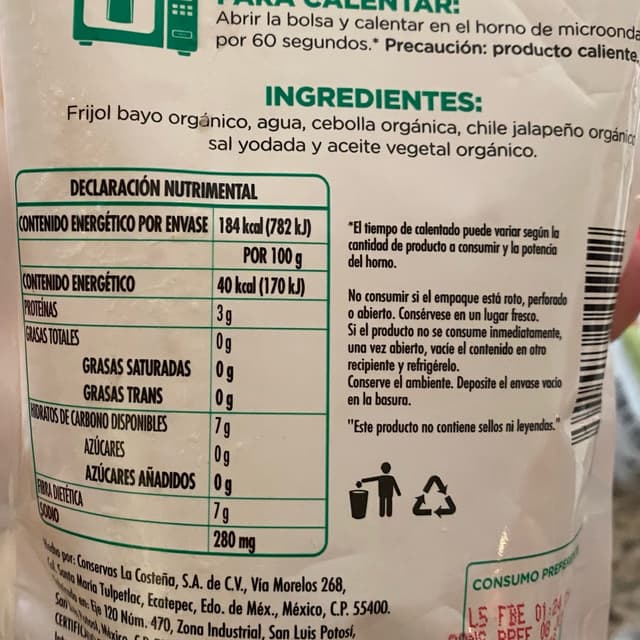 PARA CALENTAR:
Abrir la bolsa y calentar en el horno de microonda
por 60 segundos.* Precaución: producto caliente.
INGREDIENTES:
Frijol bayo orgánico, agua, cebolla orgánica, chile jalapeño orgánico
sal yodada y aceite vegetal orgánico.
DECLARACIÓN NUTRIMENTAL
CONTENIDO ENERGÉTICO POR ENVASE 184 kcal (782 kJ)
POR 100 g
CONTENIDO ENERGÉTICO 40 kcal (170 kJ)
PROTEÍNAS 3 g
GRASAS TOTALES 0 g
GRASAS SATURADAS 0 g
GRASAS TRANS 0 g
HIDRATOS DE CARBONO DISPONIBLES 7 g
AZÚCARES 0 g
AZÚCARES AÑADIDOS 0 g
FIBRA DIETÉTICA 7 g
SODIO 280 mg
*El tiempo de calentado puede variar según la
cantidad de producto a consumir y la potencia
del horno.
No consumir si el empaque está roto, perforado
o abierto. Consérvese en un lugar fresco.
Si el producto no se consume inmediatamente,
una vez abierto, vacíe el contenido en otro
recipiente y refrigérelo.
Conserve el ambiente. Deposite el envase vacío
en la basura.
"Este producto no contiene sellos ni leyendas."
Hecho por: Conservas La Costeña, S.A. de C.V., Vía Morelos 268,
Col. Santa María Tulpetlac, Ecatepec, Edo. de Méx., México, C.P. 55400.
Eje 120 Núm. 470, Zona Industrial, San Luis Potosí,
México
CONSUMO PREFEREN
L5 FBE 01:24